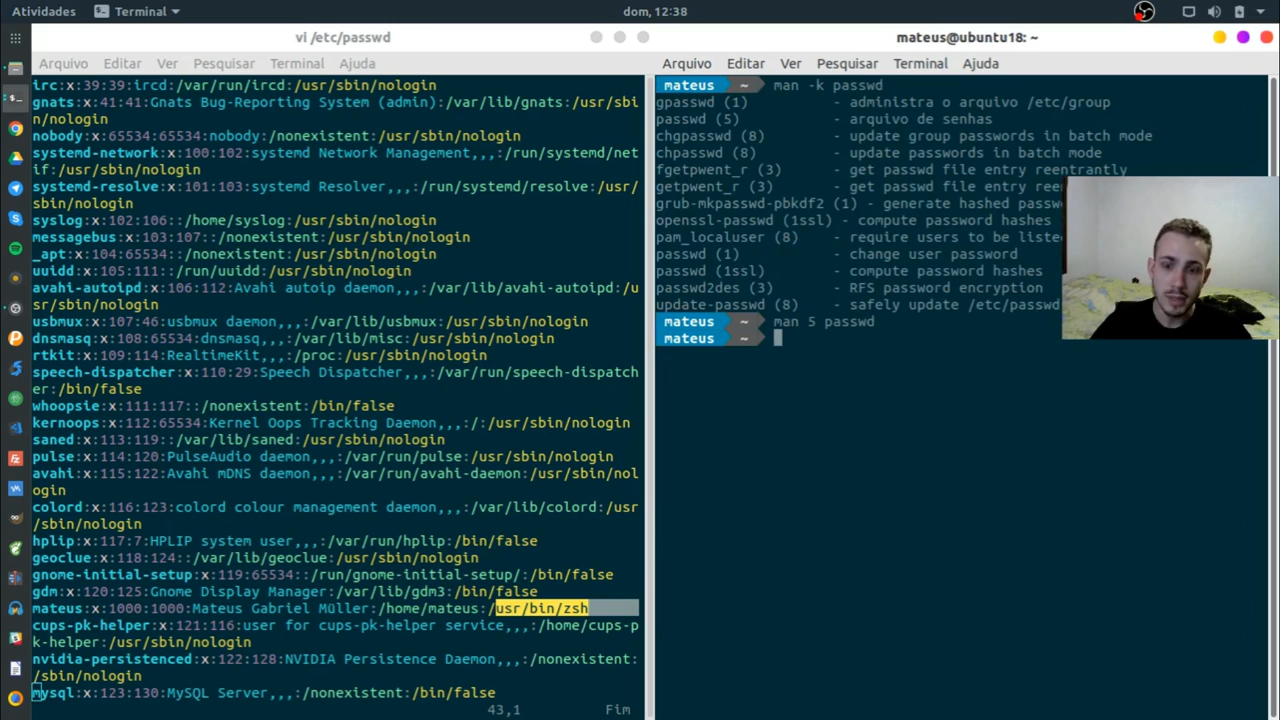 Atividades
Terminal
dom, 12:38
vi /etc/passwd
Arquivo Editar Ver Pesquisar Terminal Ajuda
irc:x:39:39:ircd:/var/run/ircd:/usr/sbin/nologin
gnats:x:41:41:Gnats Bug-Reporting System (admin):/var/lib/gnats:/usr/sbi
n/nologin
nobody:x:65534:65534:nobody:/nonexistent:/usr/sbin/nologin
systemd-network:x:100:102:systemd Network Management,,,:/run/systemd/net
if:/usr/sbin/nologin
systemd-resolve:x:101:103:systemd Resolver,,,:/run/systemd/resolve:/usr/
sbin/nologin
syslog:x:102:106::/home/syslog:/usr/sbin/nologin
messagebus:x:103:107::/nonexistent:/usr/sbin/nologin
_apt:x:104:65534::/nonexistent:/usr/sbin/nologin
uuidd:x:105:111::/run/uuidd:/usr/sbin/nologin
avahi-autoipd:x:106:112:Avahi autoip daemon,,,:/var/lib/avahi-autoipd:/u
sr/sbin/nologin
usbmux:x:107:46:usbmux daemon,,,:/var/lib/usbmux:/usr/sbin/nologin
dnsmasq:x:108:65534:dnsmasq,,,:/var/lib/misc:/usr/sbin/nologin
rtkit:x:109:114:RealtimeKit,,,:/proc:/usr/sbin/nologin
speech-dispatcher:x:110:29:Speech Dispatcher,,,:/var/run/speech-dispatch
er:/bin/false
whoopsie:x:111:117::/nonexistent:/bin/false
kernoops:x:112:65534:Kernel Oops Tracking Daemon,,,:/:/usr/sbin/nologin
saned:x:113:119::/var/lib/saned:/usr/sbin/nologin
pulse:x:114:120:PulseAudio daemon,,,:/var/run/pulse:/usr/sbin/nologin
avahi:x:115:122:Avahi mDNS daemon,,,:/var/run/avahi-daemon:/usr/sbin/nol
ogin
colord:x:116:123:colord colour management daemon,,,:/var/lib/colord:/usr
/sbin/nologin
hplip:x:117:7:HPLIP system user,,,:/var/run/hplip:/bin/false
geoclue:x:118:124::/var/lib/geoclue:/usr/sbin/nologin
gnome-initial-setup:x:119:65534::/run/gnome-initial-setup/:/bin/false
gdm:x:120:125:Gnome Display Manager:/var/lib/gdm3:/bin/false
mateus:x:1000:1000:Mateus Gabriel Müller:/home/mateus:/usr/bin/zsh
cups-pk-helper:x:121:116:user for cups-pk-helper service,,,:/home/cups-p
k-helper:/usr/sbin/nologin
nvidia-persistenced:x:122:128:NVIDIA Persistence Daemon,,,:/nonexistent:
/sbin/nologin
mysql:x:123:130:MySQL Server,,,:/nonexistent:/bin/false
43,1 Fim
mateus@ubuntu18: ~
Arquivo Editar Ver Pesquisar Terminal Ajuda
mateus ~ man -k passwd
gpasswd (1) - administra o arquivo /etc/group
passwd (5) - arquivo de senhas
chgpasswd (8) - update group passwords in batch mode
chpasswd (8) - update passwords in batch mode
fgetpwent_r (3) - get passwd file entry reentrantly
getpwent_r (3) - get passwd file entry reen
grub-mkpasswd-pbkdf2 (1) - generate hashed passw
openssl-passwd (1ssl) - compute password hashes
pam_localuser (8) - require users to be liste
passwd (1) - change user password
passwd (1ssl) - compute password hashes
passwd2des (3) - RFS password encryption
update-passwd (8) - safely update /etc/passwd
mateus ~ man 5 passwd
mateus ~